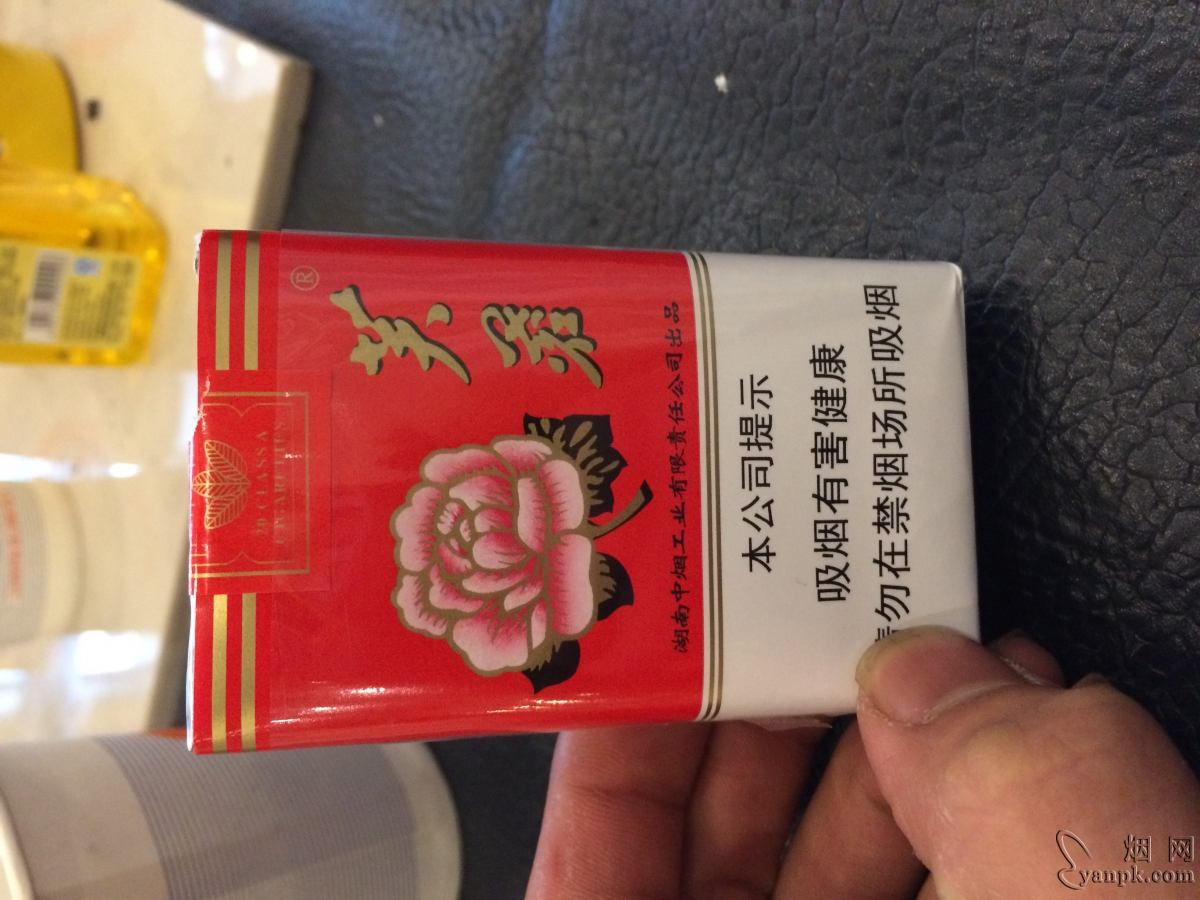 芙蓉
®
20 CLASS A
CIGARETTES
湖南中烟工业有限责任公司出品
本公司提示
吸烟有害健康
请勿在禁烟场所吸烟
烟网
yanpk.com